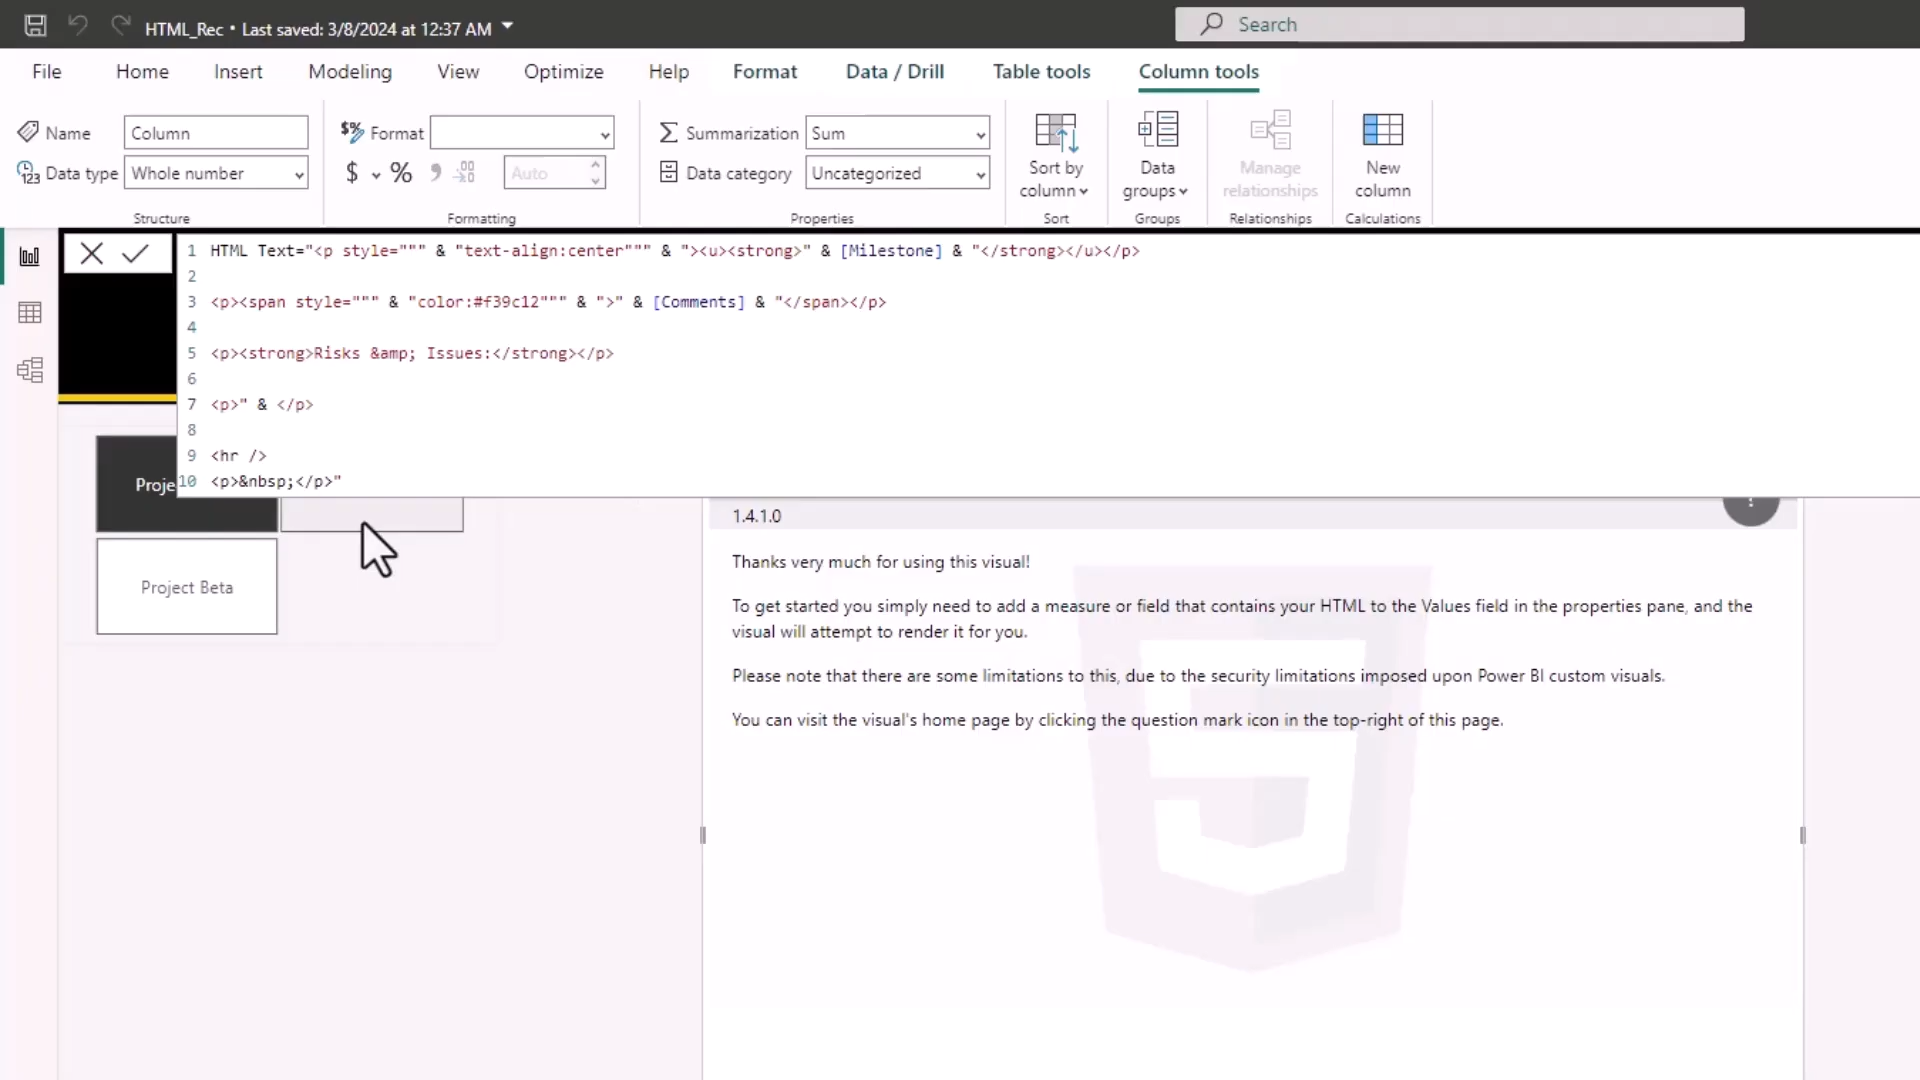 HTML_Rec • Last saved: 3/8/2024 at 12:37 AM
Search
File Home Insert Modeling View Optimize Help Format Data / Drill Table tools Column tools
Name Column
Data type Whole number
Structure
$% Format
$ % Auto
Formatting
Summarization Sum
Data category Uncategorized
Properties
Sort by
column
Sort
Data
groups
Groups
Manage
relationships
Relationships
New
column
Calculations
1 HTML Text="<p style=""" & "text-align:center""" & "><u><strong>" & [Milestone] & "</strong></u></p>
2
3 <p><span style=""" & "color:#f39c12""" & ">" & [Comments] & "</span></p>
4
5 <p><strong>Risks &amp; Issues:</strong></p>
6
7 <p>" & </p>
8
9 <hr />
10 <p>&nbsp;</p>"
Proje
Project Beta
1.4.1.0
Thanks very much for using this visual!
To get started you simply need to add a measure or field that contains your HTML to the Values field in the properties pane, and the
visual will attempt to render it for you.
Please note that there are some limitations to this, due to the security limitations imposed upon Power BI custom visuals.
You can visit the visual's home page by clicking the question mark icon in the top-right of this page.